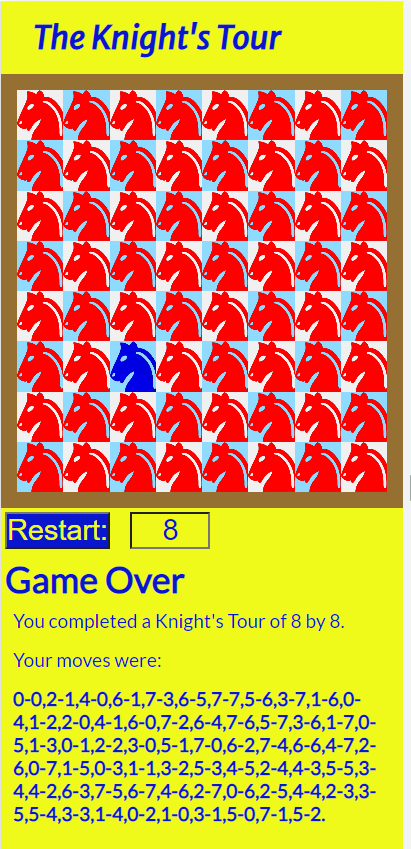 The Knight's Tour
Restart: 8
Game Over
You completed a Knight's Tour of 8 by 8.
Your moves were:
0-0,2-1,4-0,6-1,7-3,6-5,7-7,5-6,3-7,1-6,0-
4,1-2,2-0,4-1,6-0,7-2,6-4,7-6,5-7,3-6,1-7,0-
5,1-3,0-1,2-2,3-0,5-1,7-0,6-2,7-4,6-6,4-7,2-
6,0-7,1-5,0-3,1-1,3-2,5-3,4-5,2-4,4-3,5-5,3-
4,4-2,6-3,7-5,6-7,4-6,2-7,0-6,2-5,4-4,2-3,3-
5,5-4,3-3,1-4,0-2,1-0,3-1,5-0,7-1,5-2.